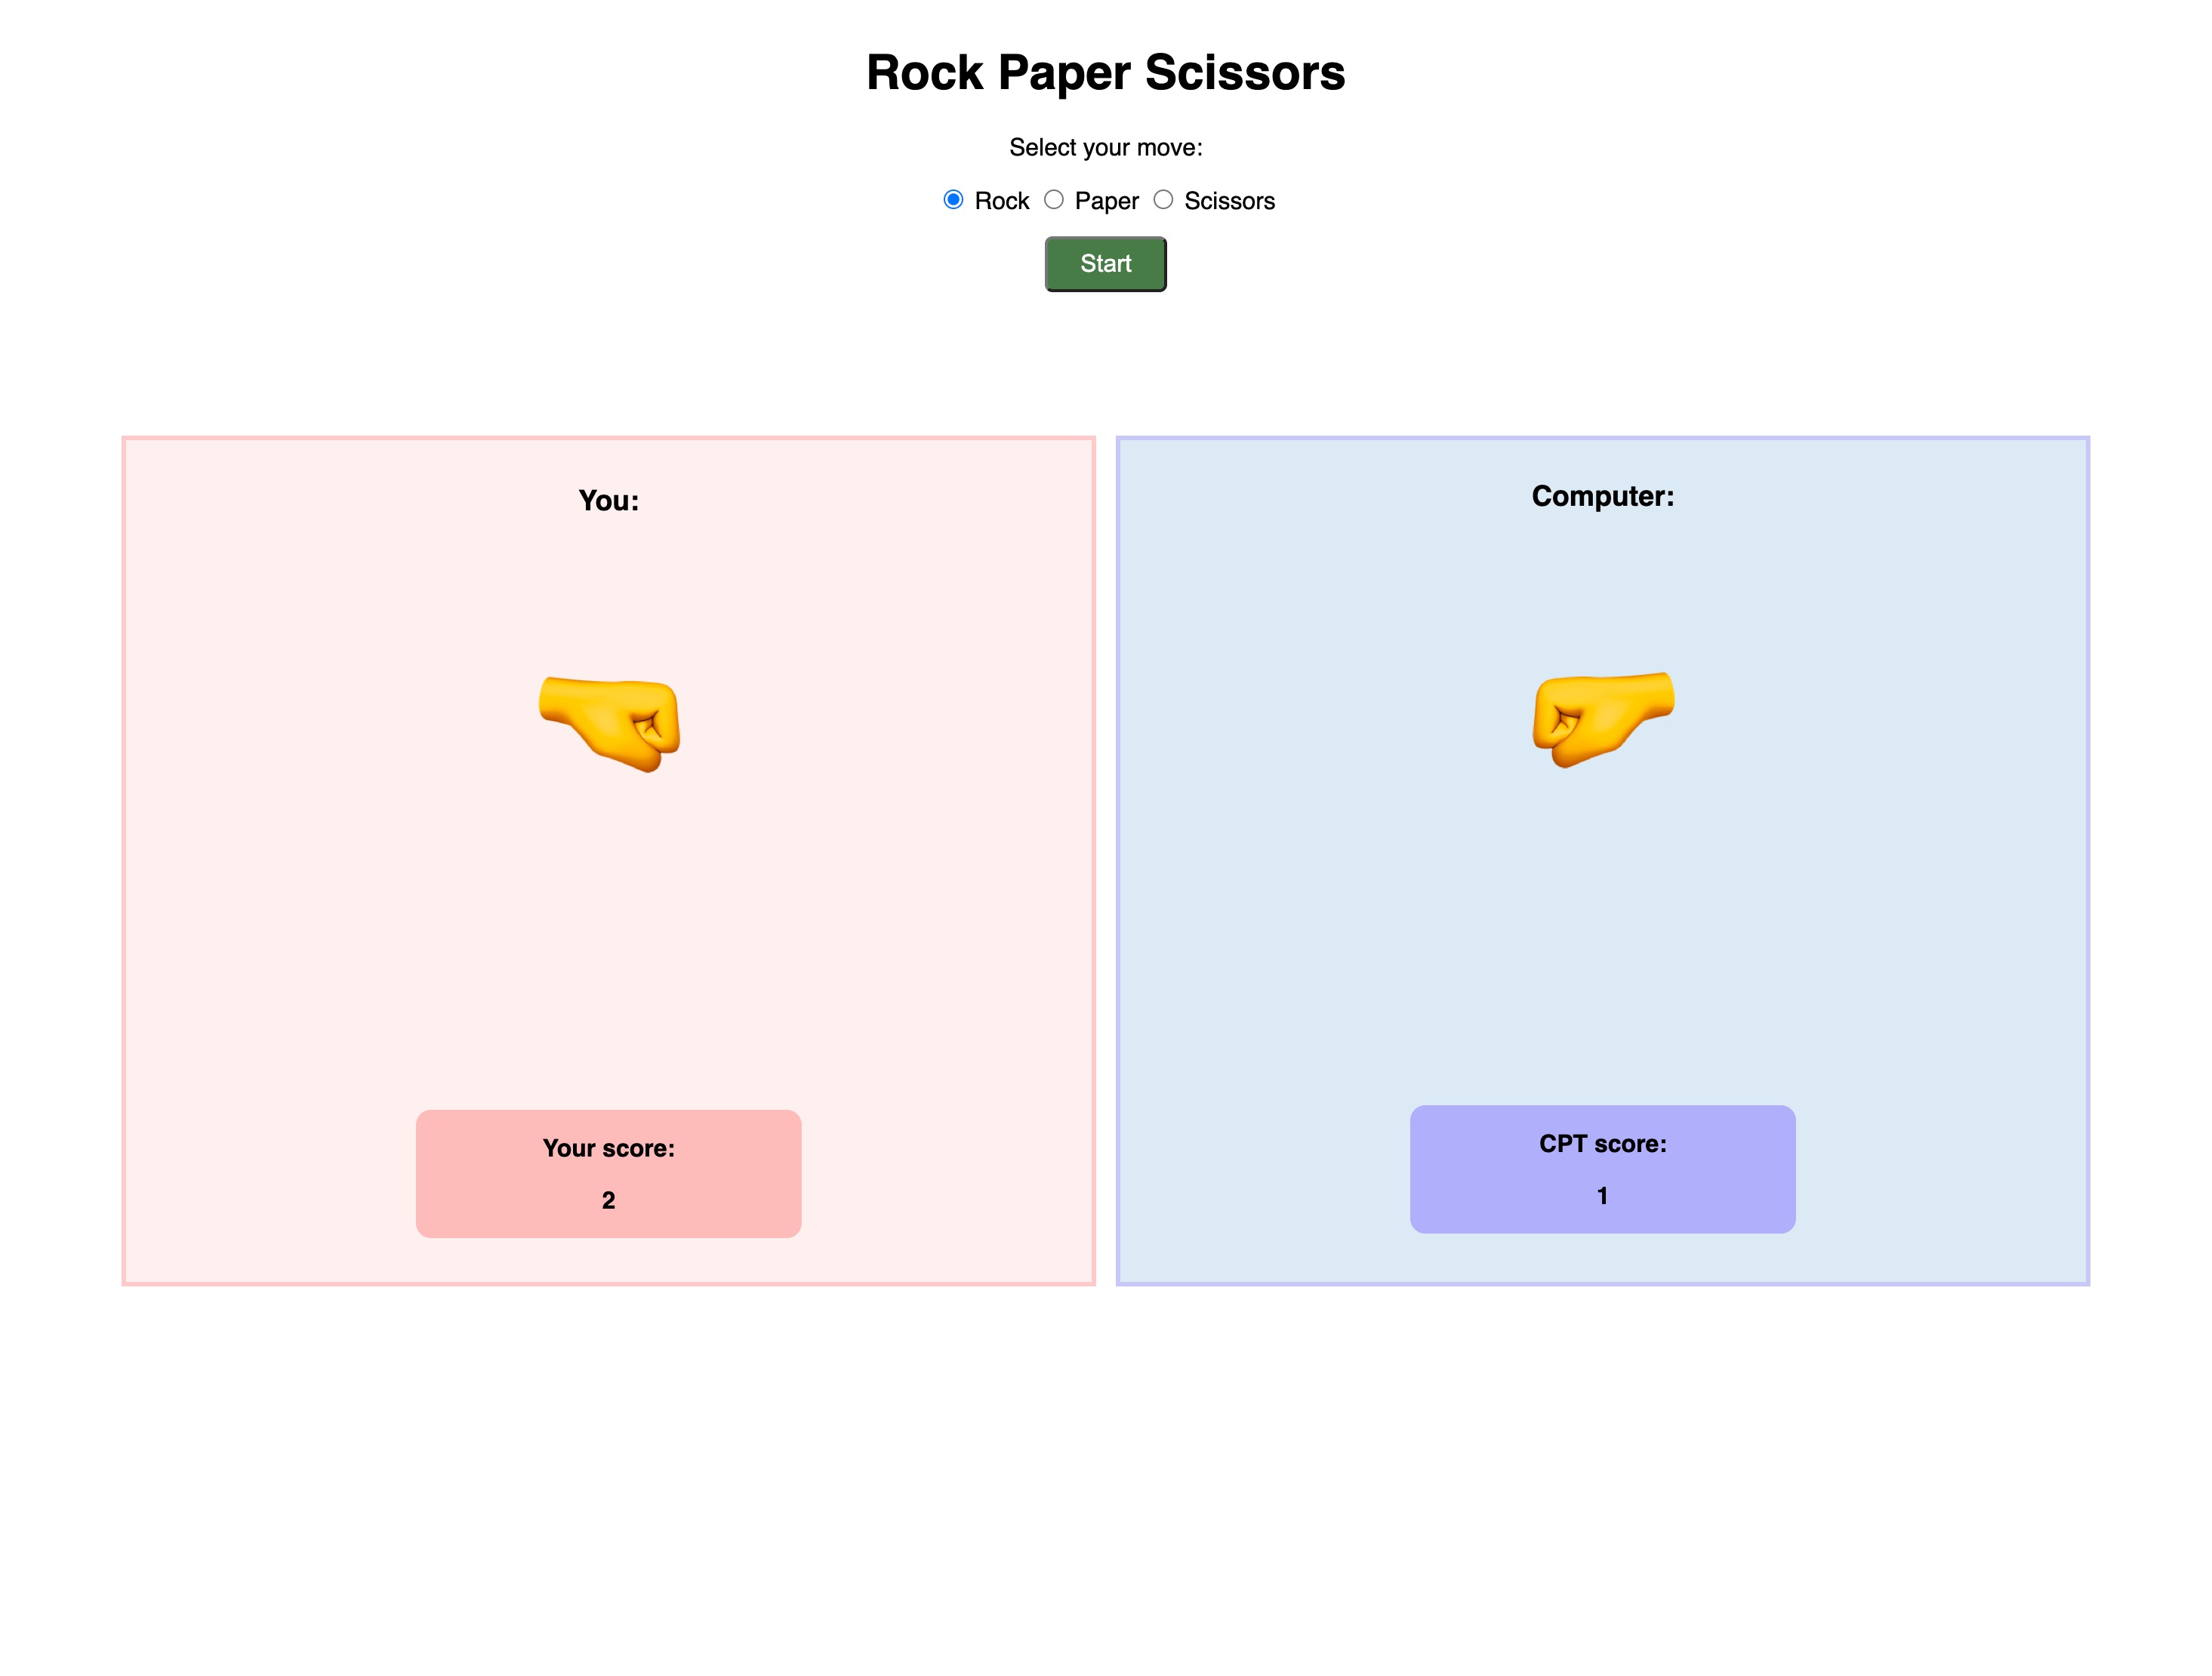 Rock Paper Scissors
Select your move:
Rock Paper Scissors
Start
You:
Computer:
Your score:
2
CPT score:
1